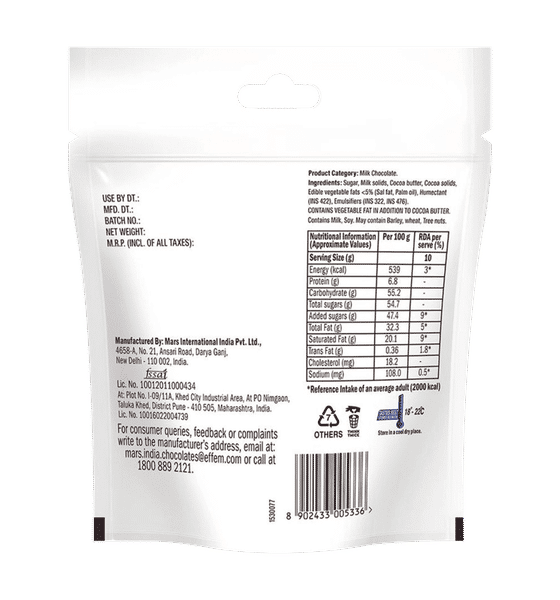 USE BY DT.:
MFD. DT.:
BATCH NO.:
NET WEIGHT:
M.R.P. (INCL. OF ALL TAXES):
Manufactured By: Mars International India Pvt. Ltd.,
4658-A, No. 21, Ansari Road, Darya Ganj,
New Delhi - 110 002, India.
fssai
Lic. No. 10012011000434
At: Plot No. I-09/11A, Khed City Industrial Area, At PO Nimgaon,
Taluka Khed, District Pune - 410 505, Maharashtra, India.
Lic. No. 10016022004739
For consumer queries, feedback or complaints
write to the manufacturer's address, email at:
mars.india.chocolates@effem.com or call at
1800 889 2121.
Product Category: Milk Chocolate.
Ingredients: Sugar, Milk solids, Cocoa butter, Cocoa solids,
Edible vegetable fats <5% (Sal fat, Palm oil), Humectant
(INS 422), Emulsifiers (INS 322, INS 476).
CONTAINS VEGETABLE FAT IN ADDITION TO COCOA BUTTER.
Contains Milk, Soy. May contain Barley, wheat, Tree nuts.
Nutritional Information (Approximate Values) Per 100 g RDA per serve (%)
Serving Size (g) 10
Energy (kcal) 539 3*
Protein (g) 6.8 -
Carbohydrate (g) 55.2 -
Total sugars (g) 54.7 -
Added sugars (g) 47.4 9*
Total Fat (g) 32.3 5*
Saturated Fat (g) 20.1 9*
Trans Fat (g) 0.36 1.8*
Cholesterol (mg) 18.2 -
Sodium (mg) 108.0 0.5*
*Reference Intake of an average adult (2000 kcal)
7
OTHERS
THINK
TWICE
18°- 22C
Store in a cool dry place.
1530077
8 902433 005336 >